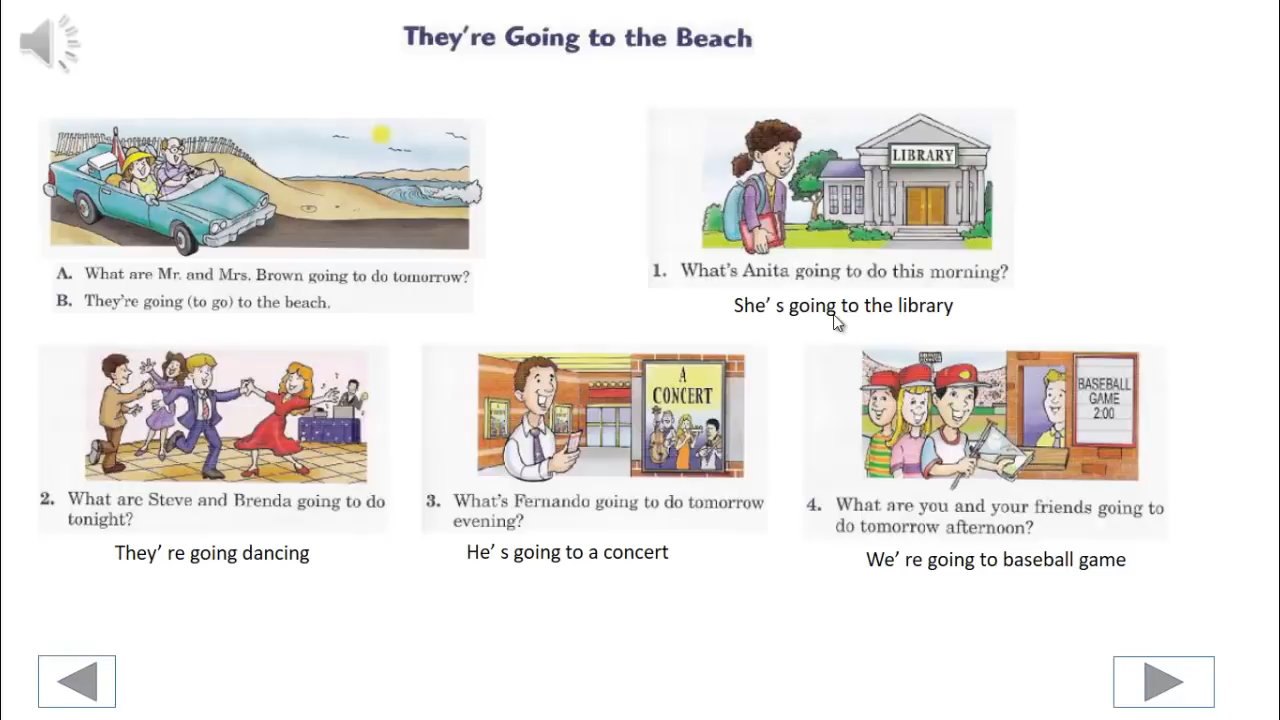 They're Going to the Beach
LIBRARY
A. What are Mr. and Mrs. Brown going to do tomorrow?
B. They're going (to go) to the beach.
1. What's Anita going to do this morning?
She' s going to the library
A
CONCERT
BASEBALL
GAME
2:00
2. What are Steve and Brenda going to do
tonight?
They' re going dancing
3. What's Fernando going to do tomorrow
evening?
He' s going to a concert
4. What are you and your friends going to
do tomorrow afternoon?
We' re going to baseball game